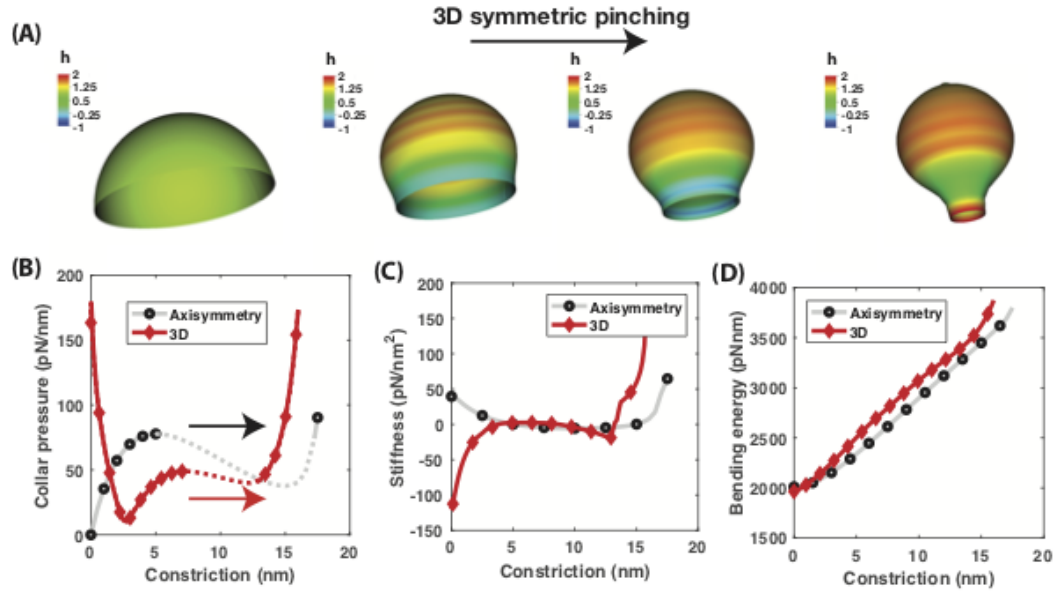 3D symmetric pinching
(A)
h
2
1.25
0.5
-0.25
-1
h
2
1.25
0.5
-0.25
-1
h
2
1.25
0.5
-0.25
-1
h
2
1.25
0.5
-0.25
-1
(B)
200
150
100
50
0
0
5
10
15
20
Collar pressure (pN/nm)
Constriction (nm)
Axisymmetry
3D
(C)
200
150
100
50
0
-50
-100
-150
0
5
10
15
20
Stiffness (pN/nm²)
Constriction (nm)
Axisymmetry
3D
(D)
4000
3500
3000
2500
2000
1500
0
5
10
15
20
Bending energy (pNnm)
Constriction (nm)
Axisymmetry
3D